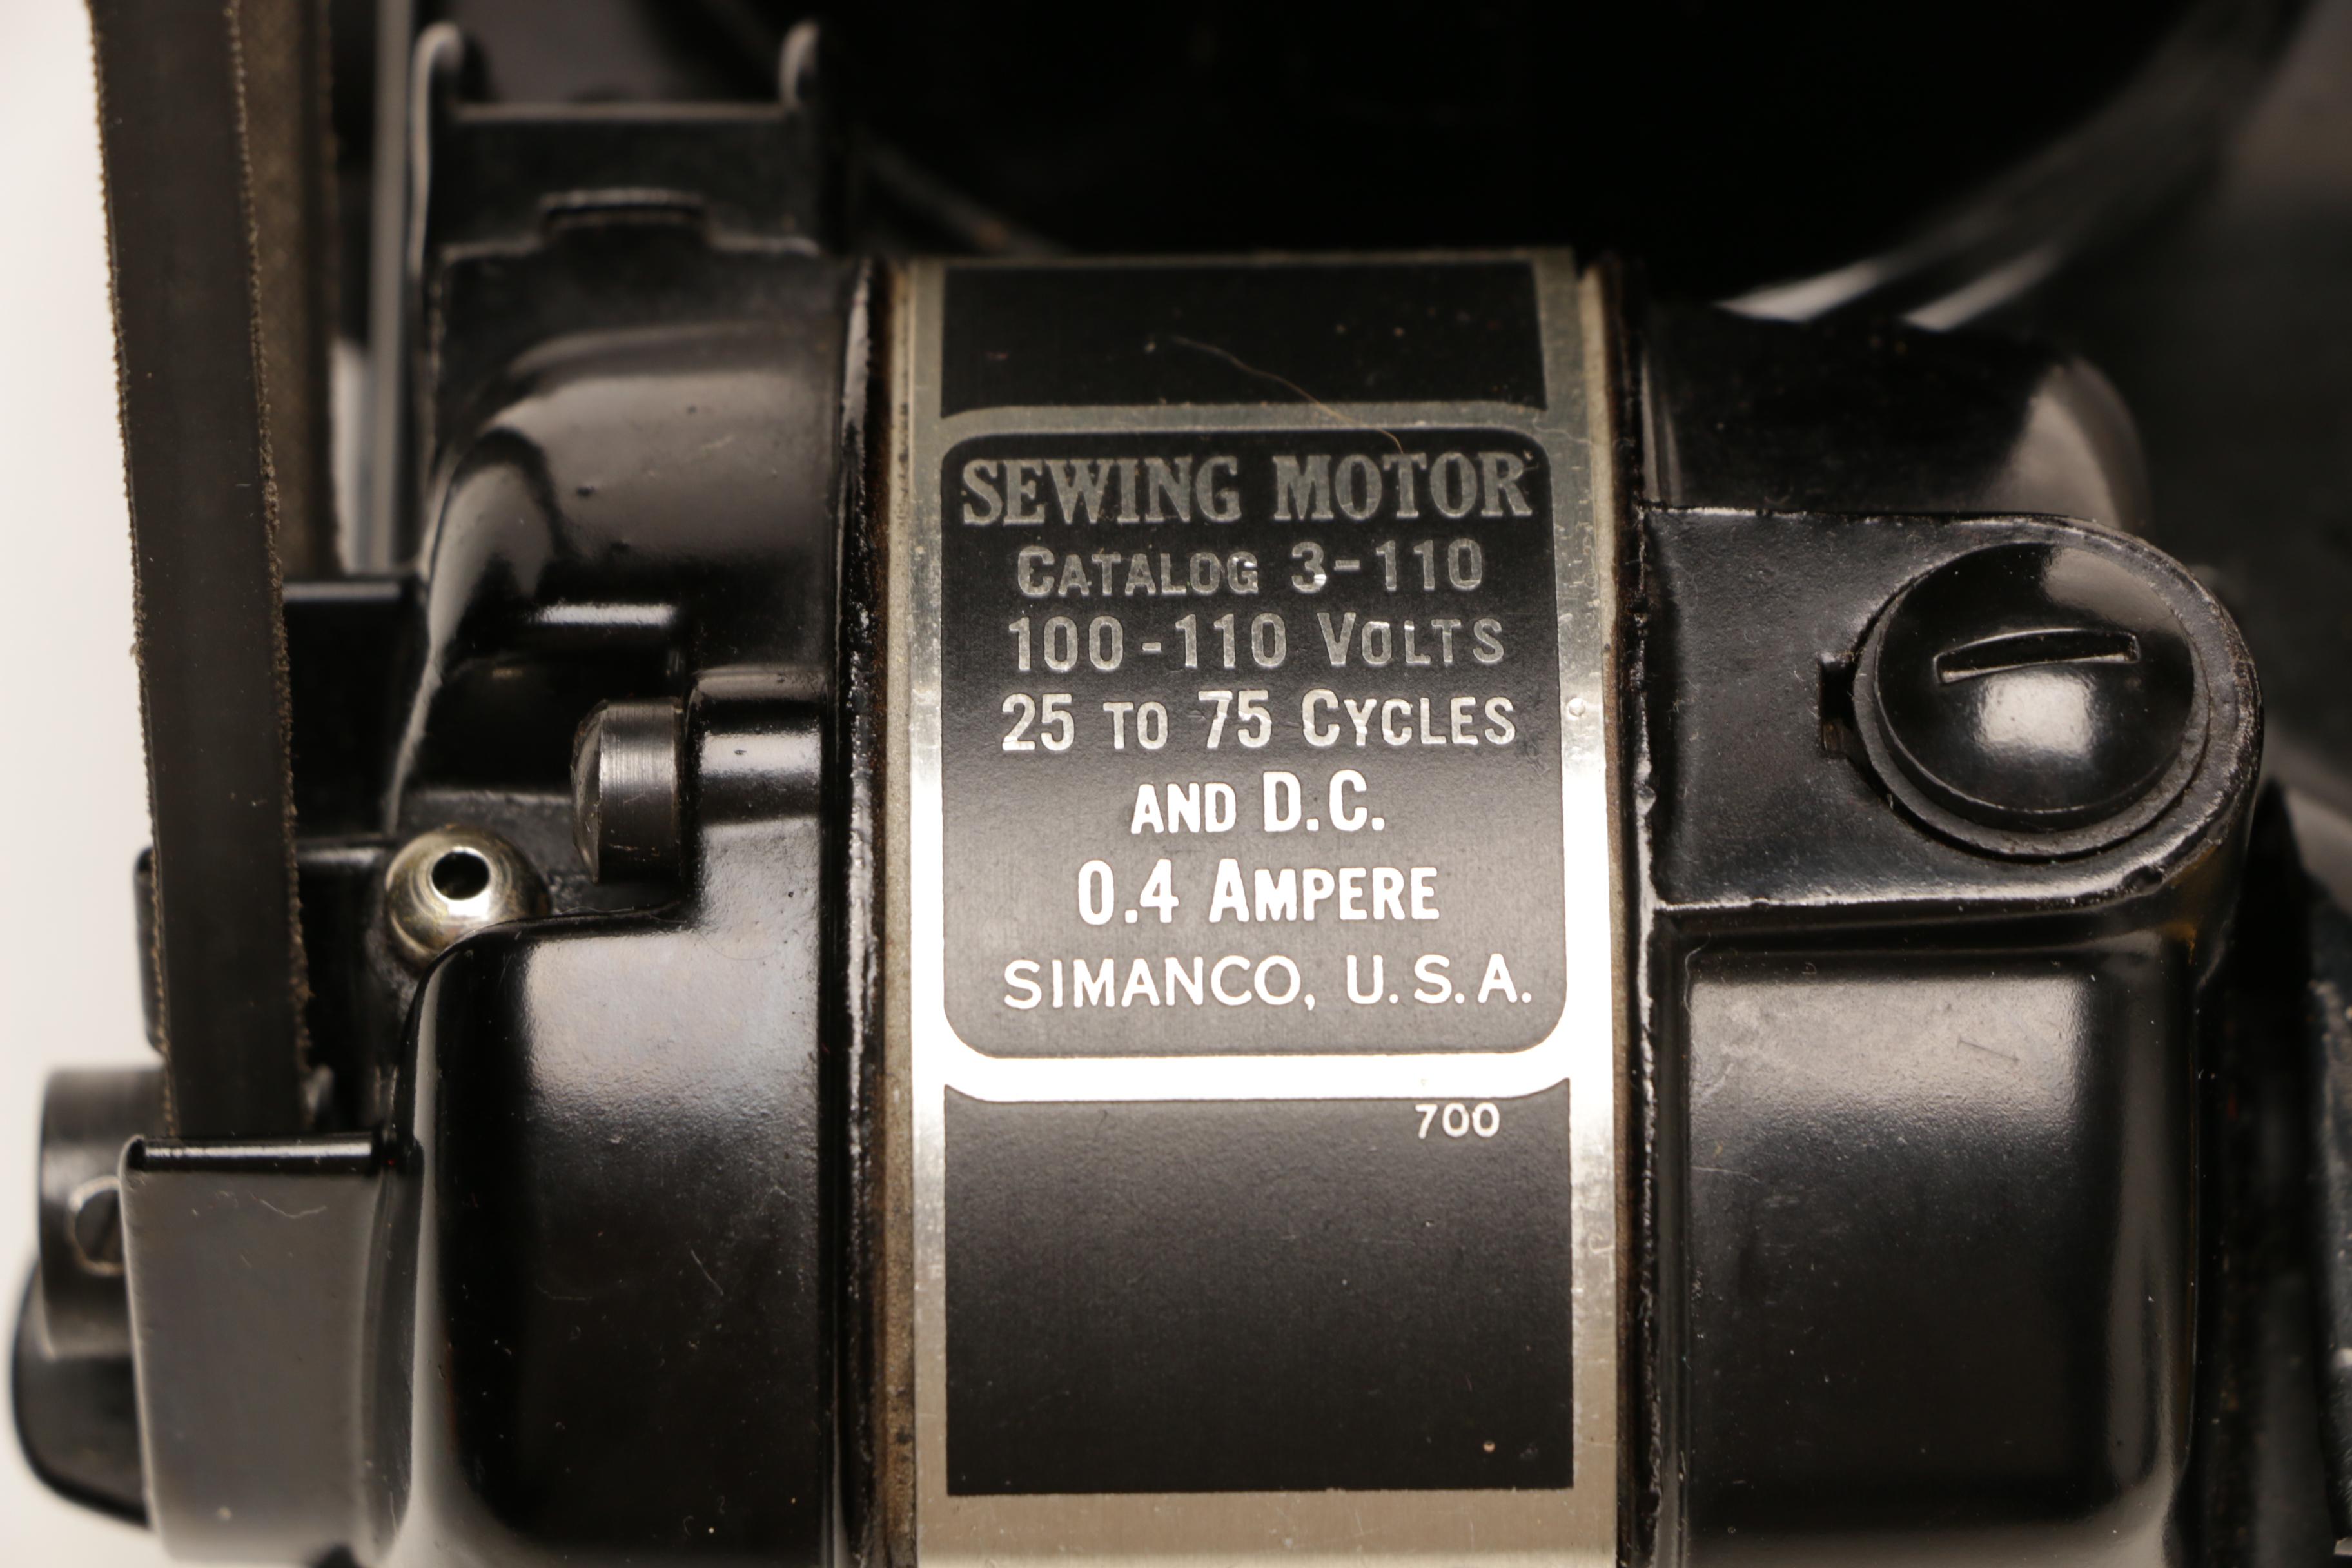 SEWING MOTOR
CATALOG 3-110
100-110 VOLTS
25 TO 75 CYCLES
AND D.C.
0.4 AMPERE
SIMANCO, U.S.A.
700